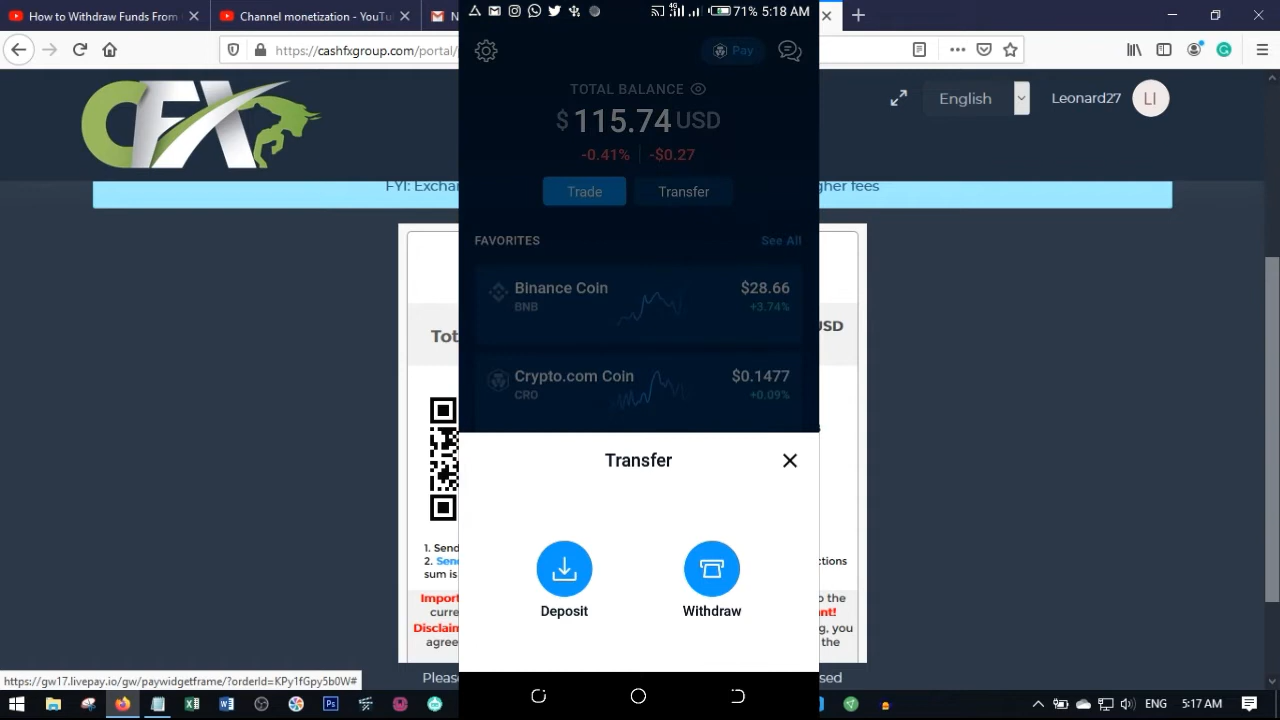 How to Withdraw Funds From
Channel monetization - YouTu
N
71% 5:18 AM
https://cashfxgroup.com/portal/
CFX
English
Leonard27
LI
FYI: Exchan
gher fees
Pay
TOTAL BALANCE
$ 115.74 USD
-0.41% -$0.27
Trade Transfer
FAVORITES See All
Binance Coin $28.66
BNB +3.74%
Crypto.com Coin $0.1477
CRO +0.09%
Tot
USD
Transfer
Deposit Withdraw
1. Send
2. Send
ctions
sum is
Import
o the
curre
nt!
Disclaim
g, you
agree
the
Please
sed
https://gw17.livepay.io/gw/paywidgetframe/?orderId=KPy1fGpy5b0W#
ENG 5:17 AM